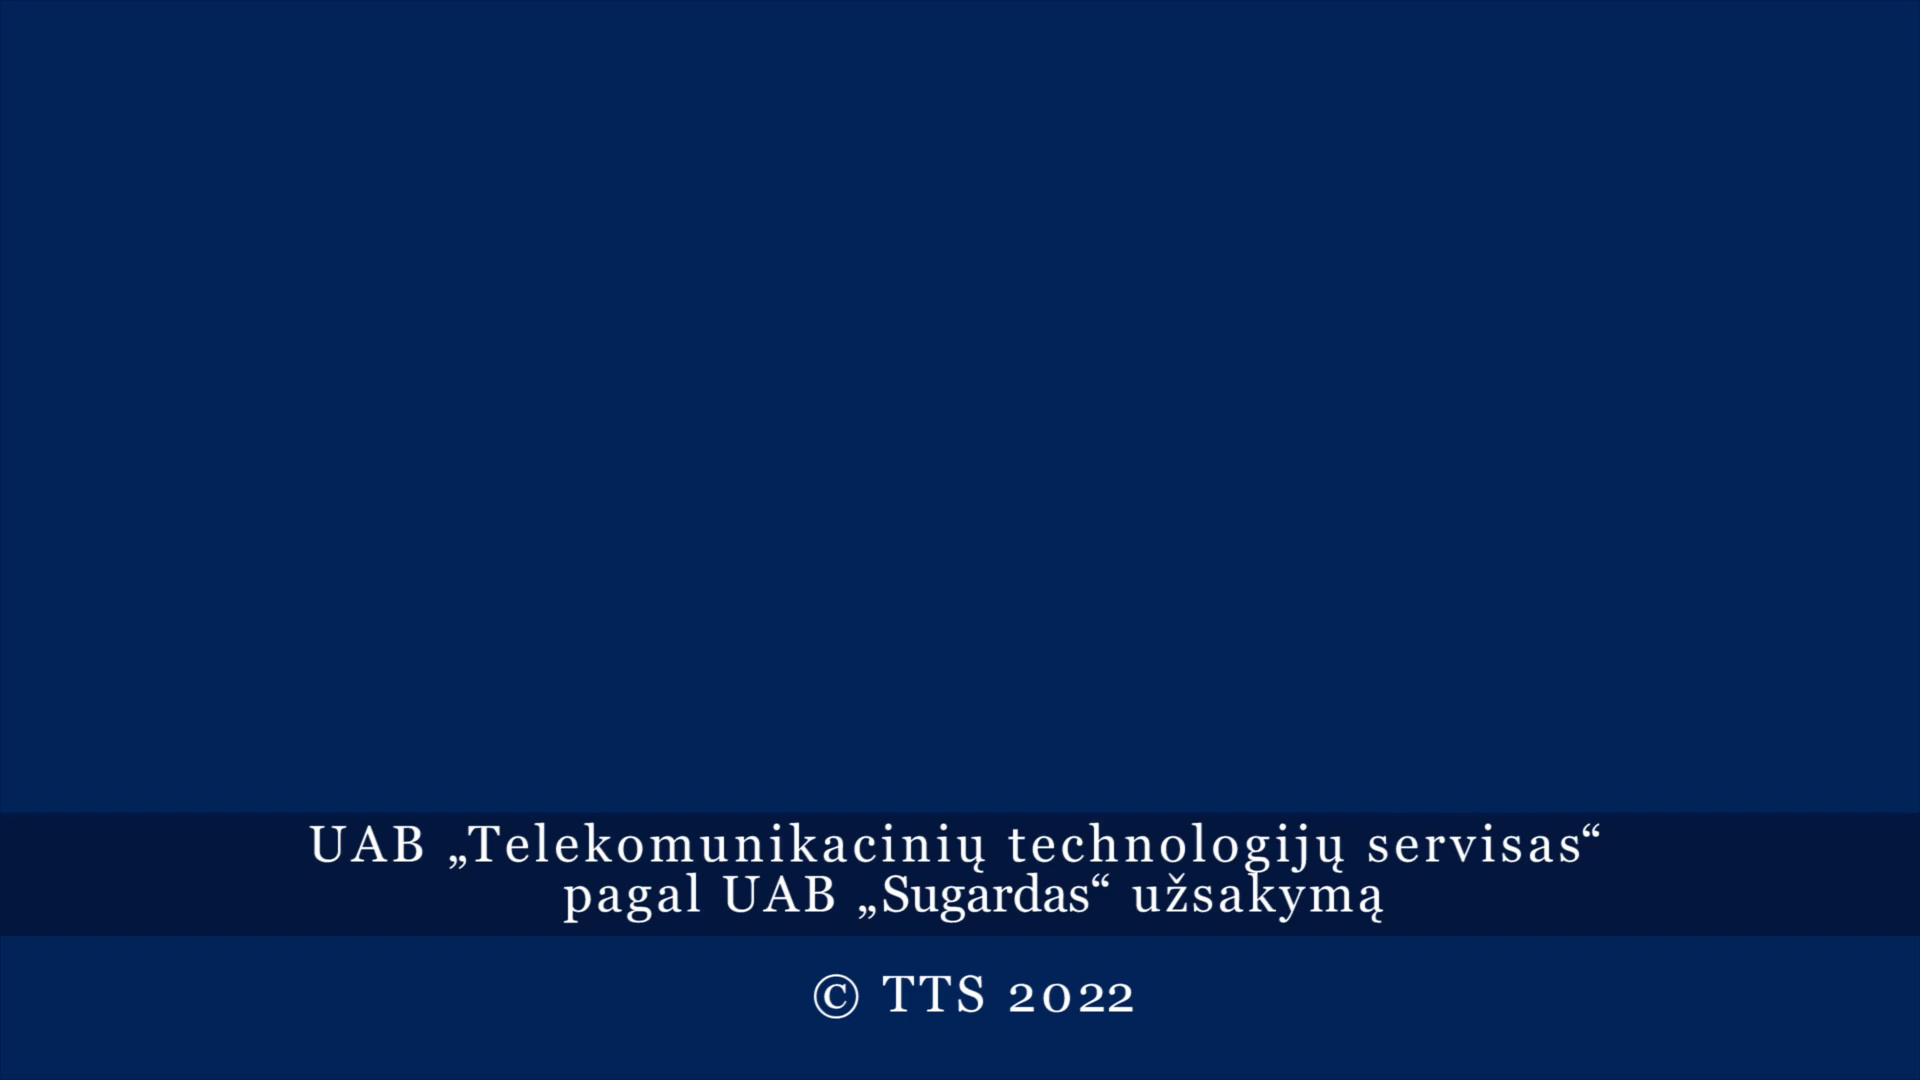 UAB „Telekomunikacinių technologijų servisas“
pagal UAB „Sugardas“ užsakymą
© TTS 2022